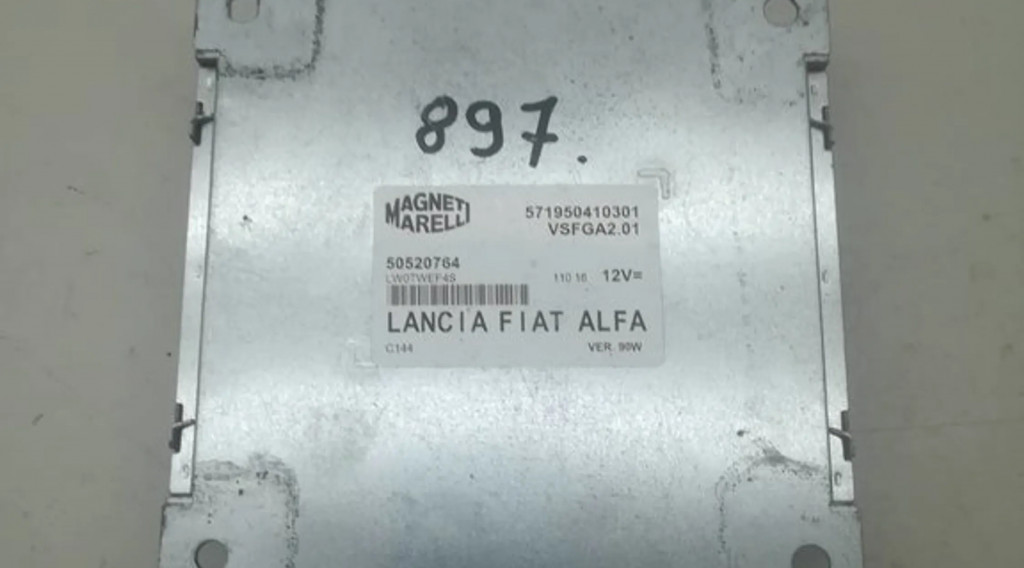 897.
MAGNETI
MARELLI
571950410301
VSFGA2.01
50520764
LW0TWEF4S
110 16 12V=
LANCIA FIAT ALFA
C144 VER. 90W